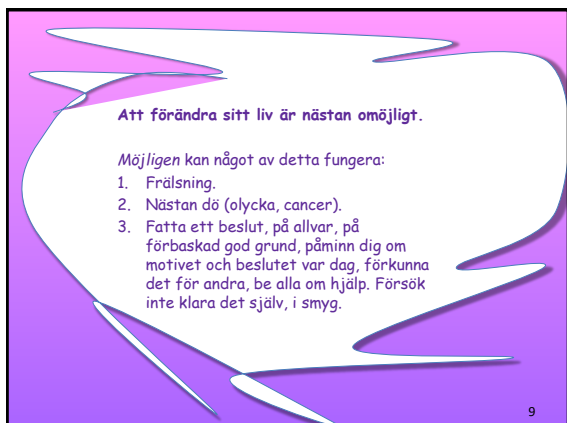 Att förändra sitt liv är nästan omöjligt.
Möjligen kan något av detta fungera:
1. Frälsning.
2. Nästan dö (olycka, cancer).
3. Fatta ett beslut, på allvar, på
förbaskad god grund, påminn dig om
motivet och beslutet var dag, förkunna
det för andra, be alla om hjälp. Försök
inte klara det själv, i smyg.
9